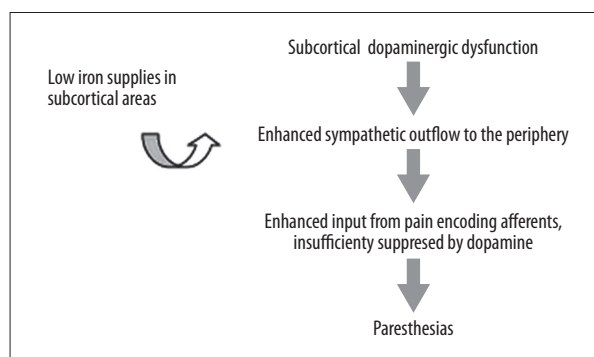 Subcortical dopaminergic dysfunction
Low iron supplies in
subcortical areas
Enhanced sympathetic outflow to the periphery
Enhanced input from pain encoding afferents,
insufficienty suppresed by dopamine
Paresthesias